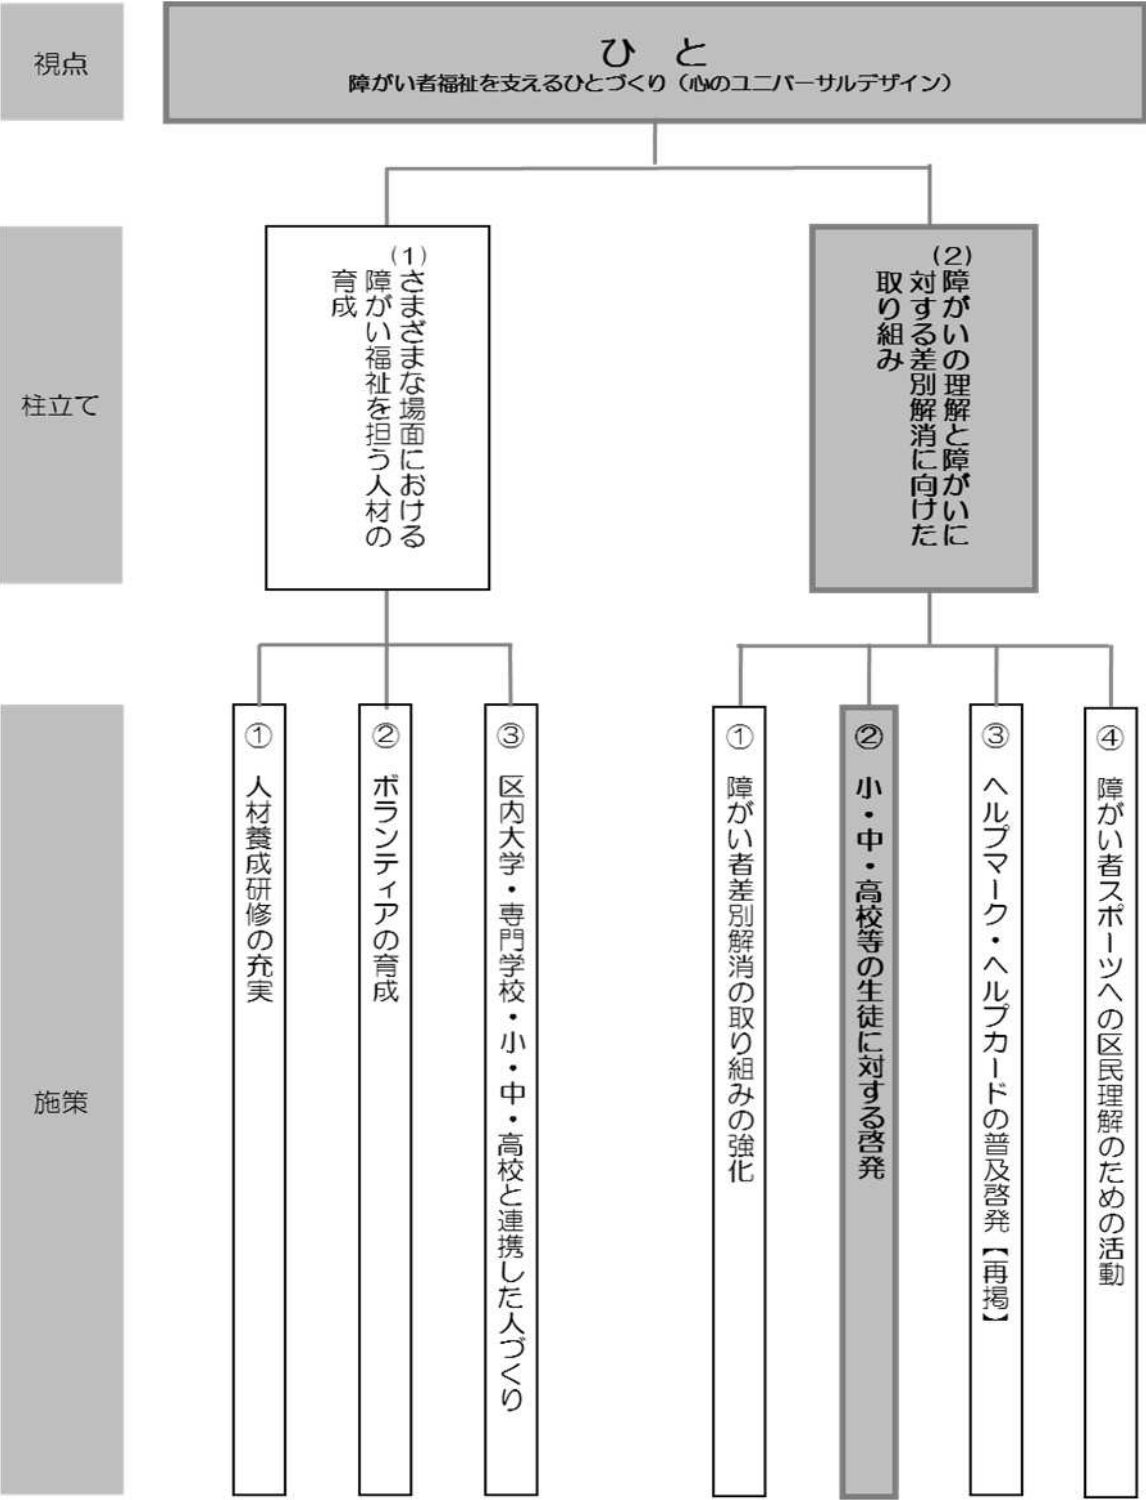 視点
ひ　と
障がい者福祉を支えるひとづくり（心のユニバーサルデザイン）
柱立て
(1)さまざまな場面における
障がい福祉を担う人材の
育成
(2)障がいの理解と障がいに
対する差別解消に向けた
取り組み
施策
①　人材養成研修の充実
②　ボランティアの育成
③　区内大学・専門学校・小・中・高校と連携した人づくり
①　障がい者差別解消の取り組みの強化
②　小・中・高校等の生徒に対する啓発
③　ヘルプマーク・ヘルプカードの普及啓発【再掲】
④　障がい者スポーツへの区民理解のための活動